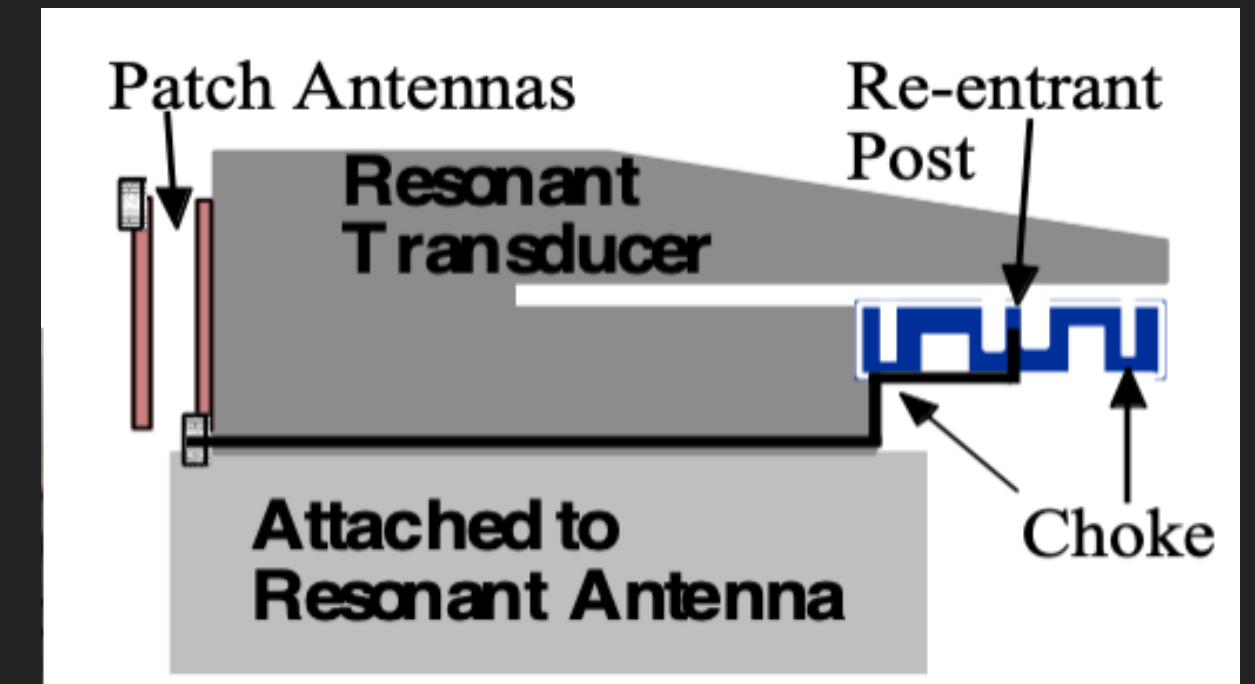 Patch Antennas
Re-entrant
Post
Resonant
Transducer
Choke
Attached to
Resonant Antenna